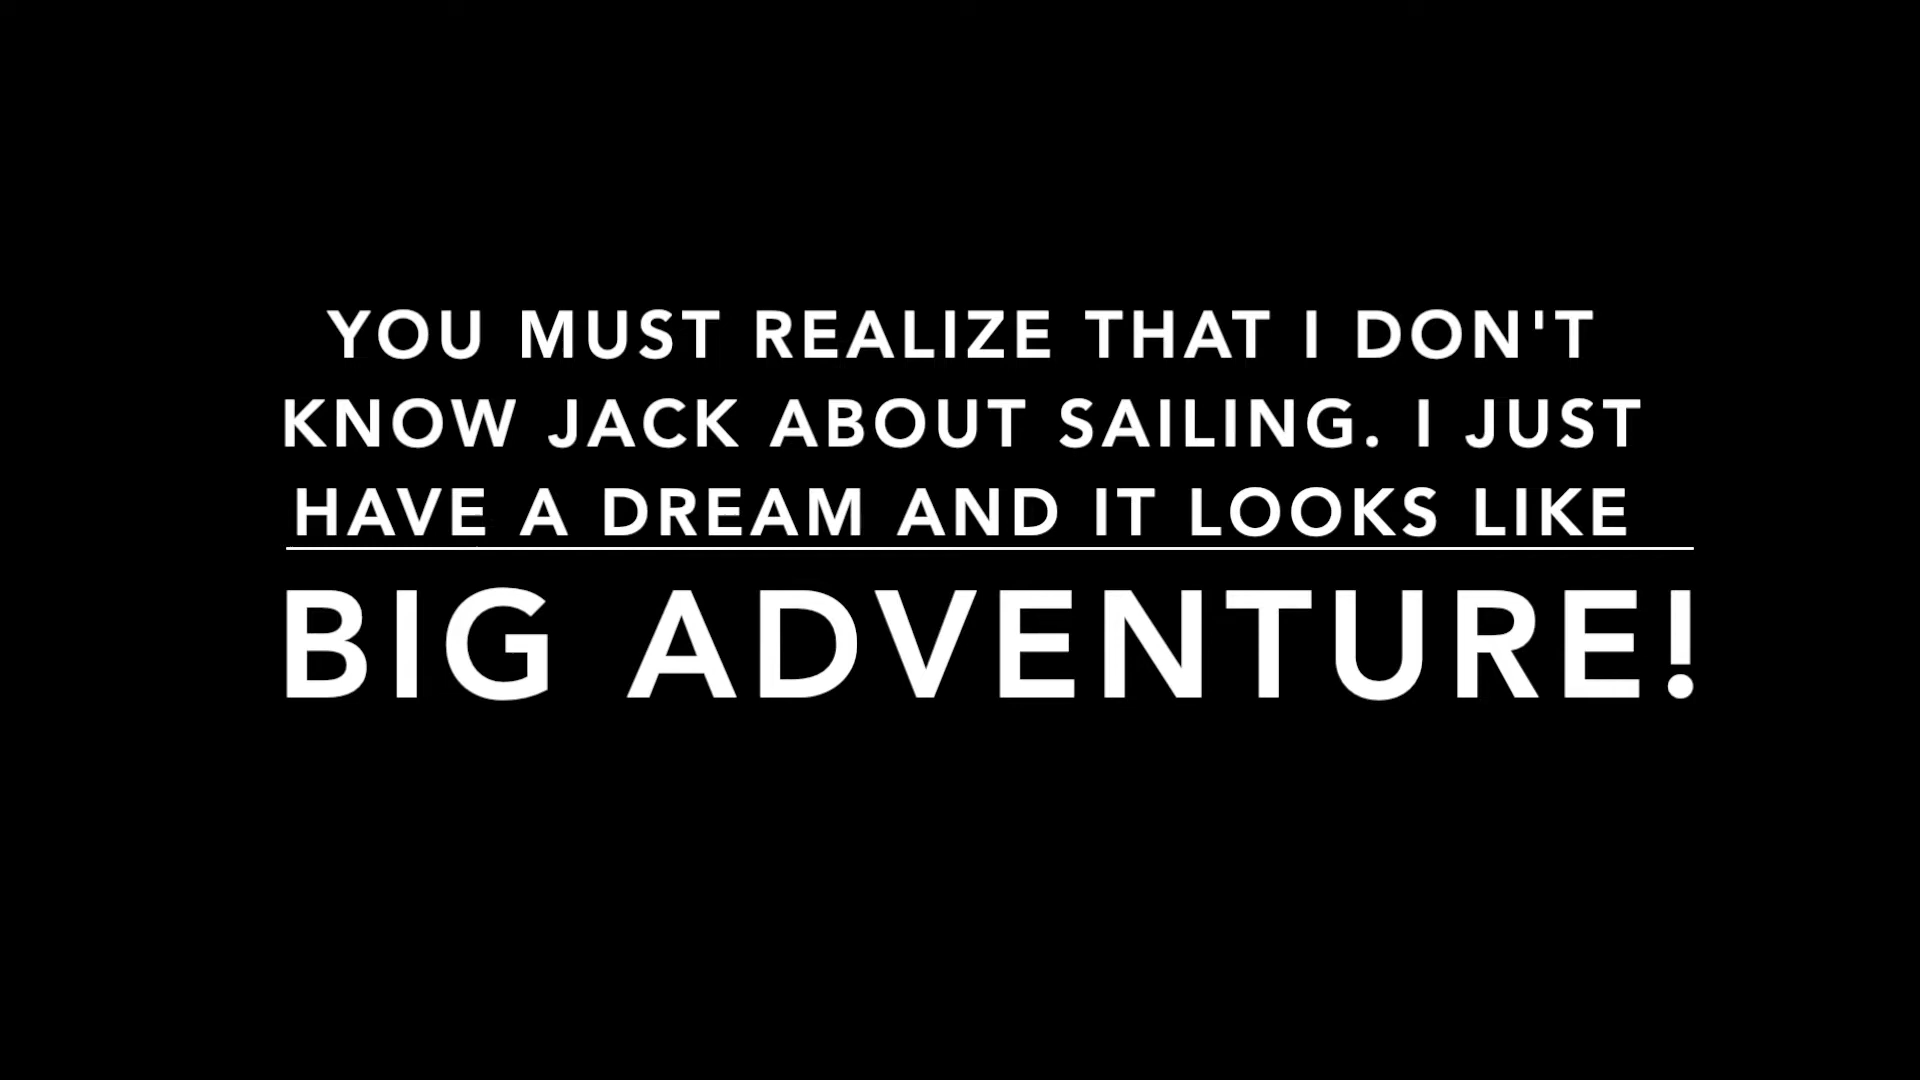 YOU MUST REALIZE THAT I DON'T
KNOW JACK ABOUT SAILING. I JUST
HAVE A DREAM AND IT LOOKS LIKE
BIG ADVENTURE!